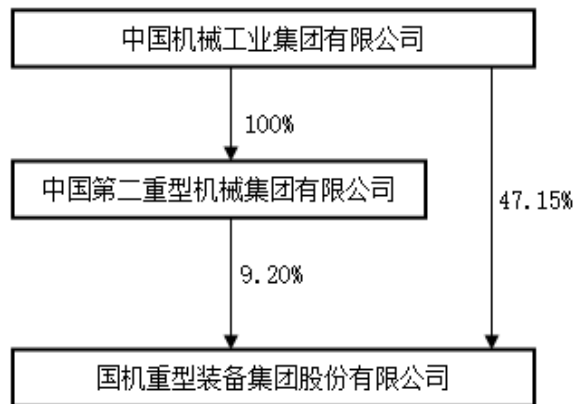 中国机械工业集团有限公司
100%
中国第二重型机械集团有限公司
47.15%
9.20%
国机重型装备集团股份有限公司